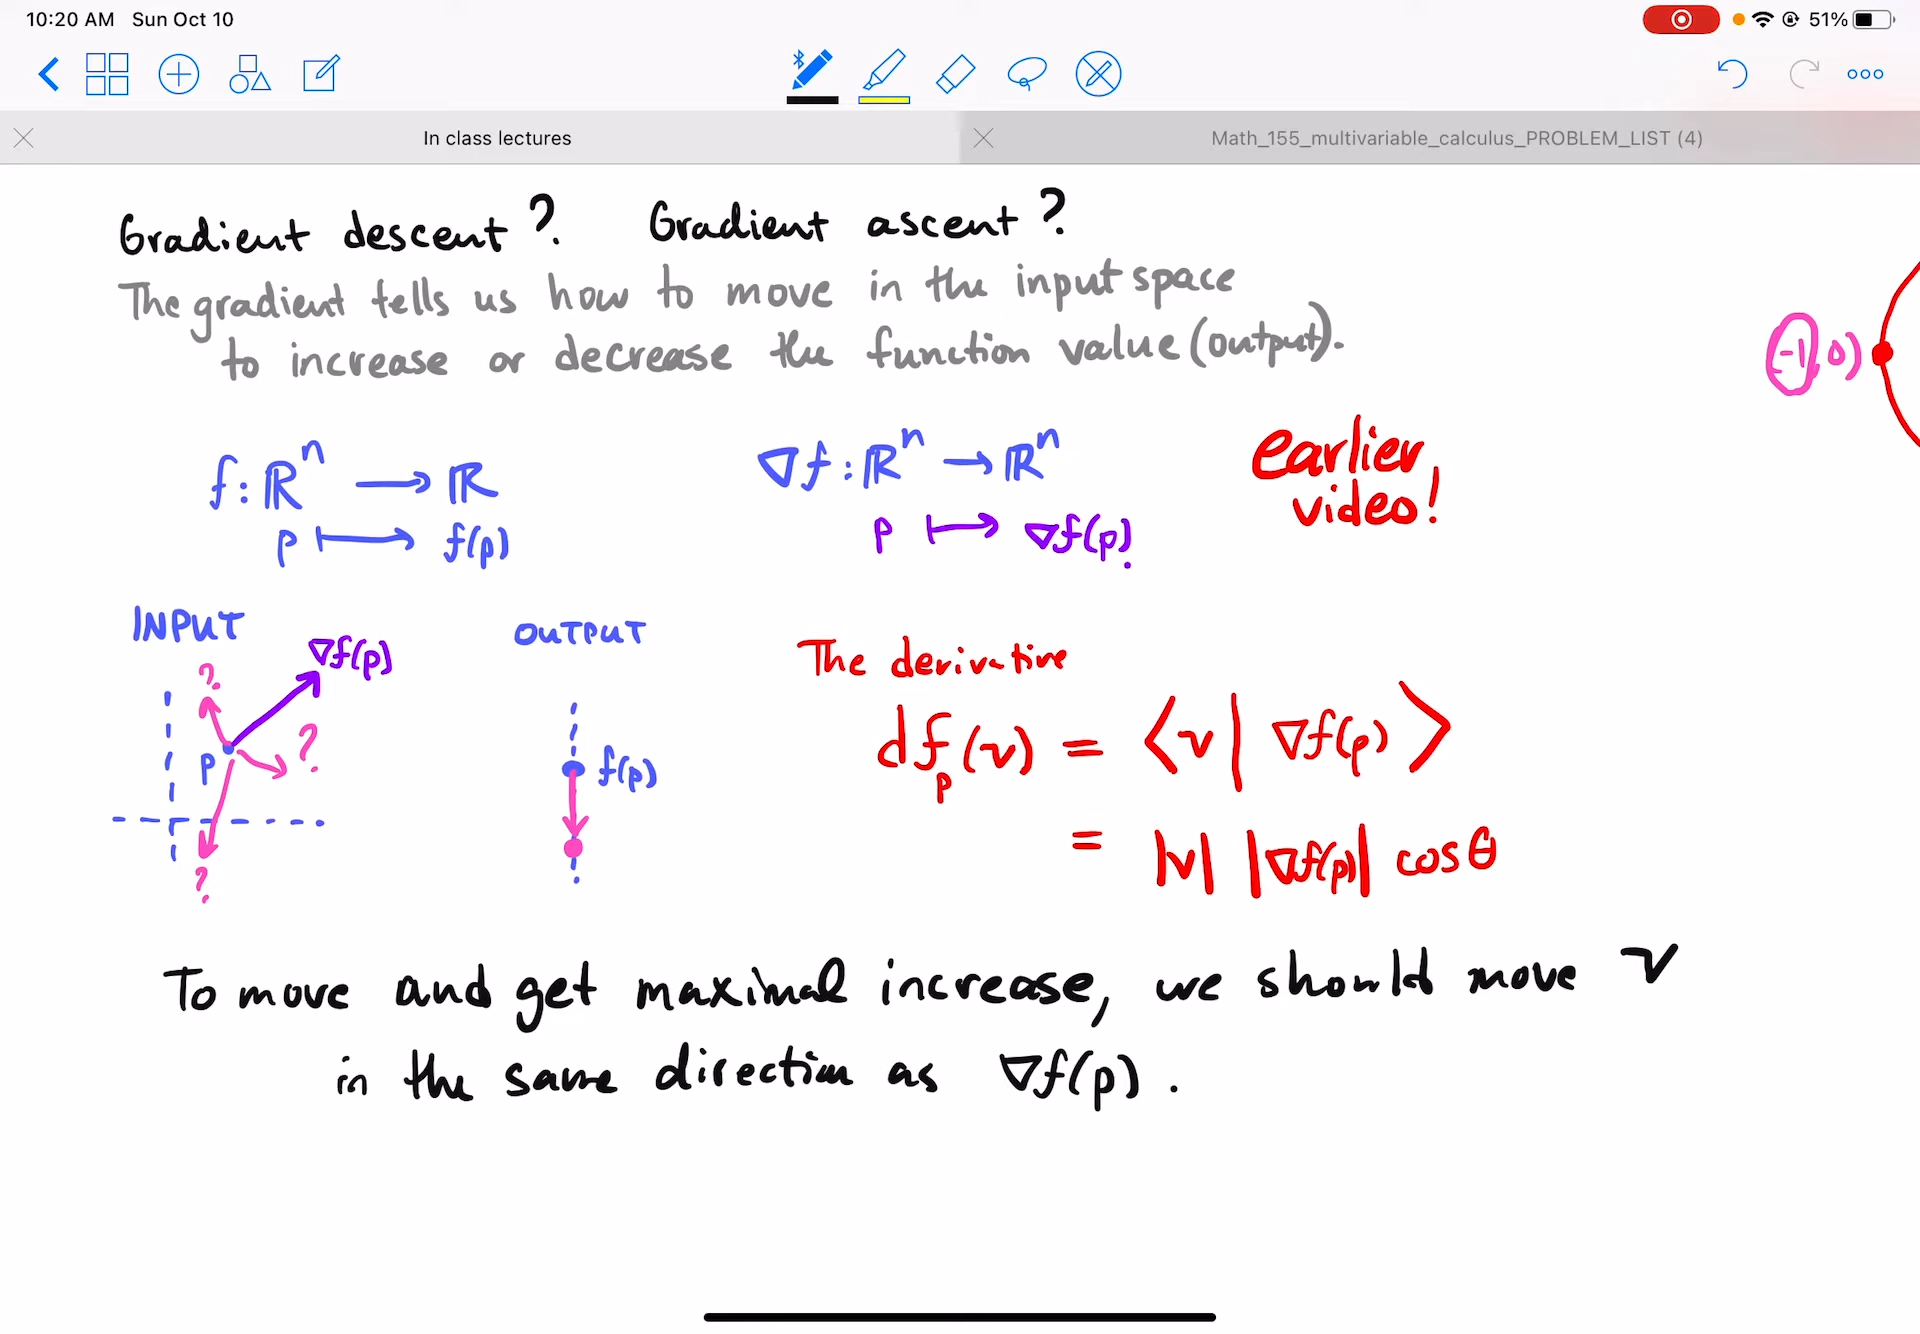 10:20 AM Sun Oct 10
51%
In class lectures
Math_155_multivariable_calculus_PROBLEM_LIST (4)
Gradient descent? Gradient ascent?
The gradient tells us how to move in the input space
to increase or decrease the function value (output).
(-1,0)
f: ℝⁿ → ℝ
p ↦ f(p)
∇f: ℝⁿ → ℝⁿ
p ↦ ∇f(p).
earlier
video!
INPUT
∇f(p)
?
?
p
?
OUTPUT
f(p)
The derivative
df_p(v) = ⟨v | ∇f(p)⟩
= |v| |∇f(p)| cos θ
To move and get maximal increase, we should move v
in the same direction as ∇f(p).